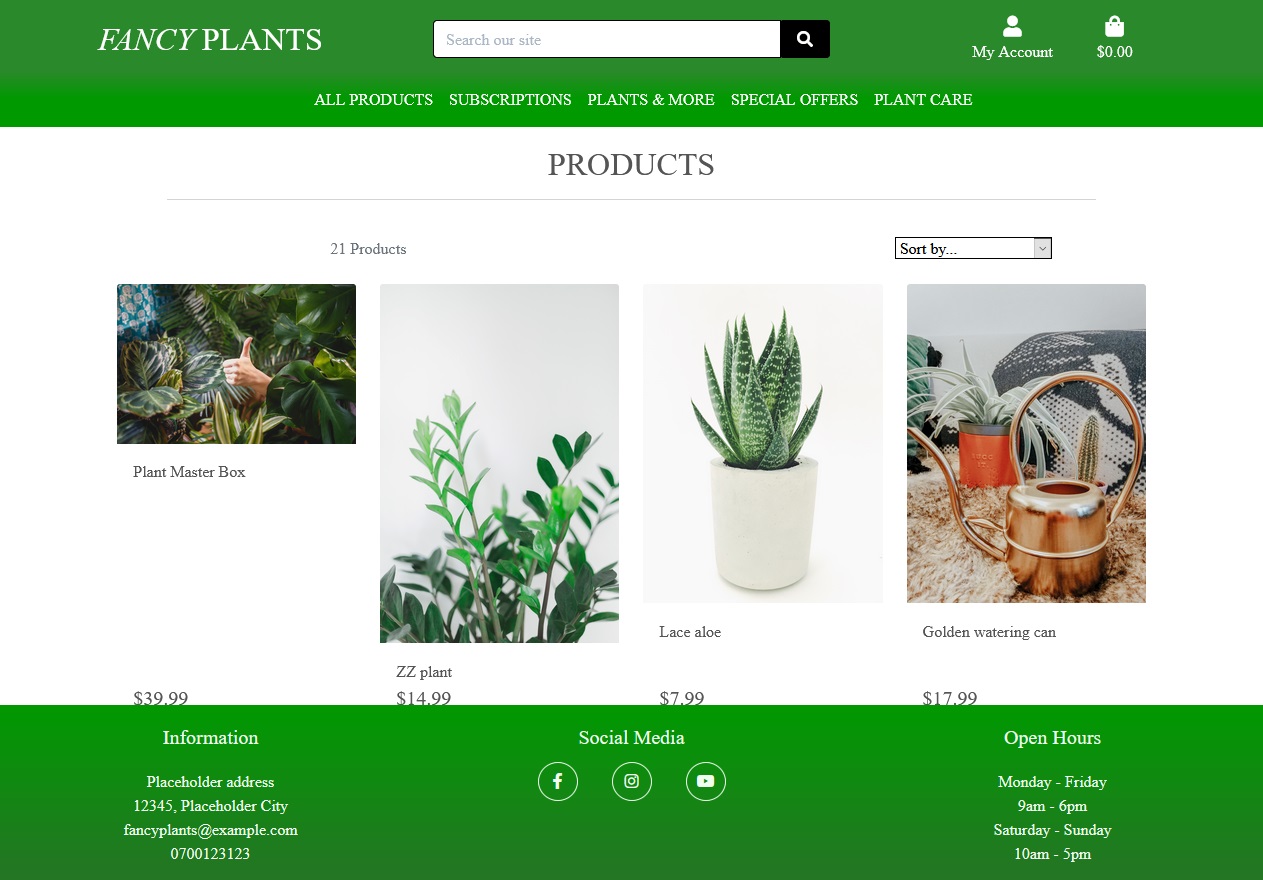 FANCY PLANTS
Search our site
My Account
$0.00
ALL PRODUCTS SUBSCRIPTIONS PLANTS & MORE SPECIAL OFFERS PLANT CARE
PRODUCTS
21 Products
Sort by...
Plant Master Box
$39.99
ZZ plant
$14.99
Lace aloe
$7.99
Golden watering can
$17.99
Information
Placeholder address
12345, Placeholder City
fancyplants@example.com
0700123123
Social Media
Open Hours
Monday - Friday
9am - 6pm
Saturday - Sunday
10am - 5pm